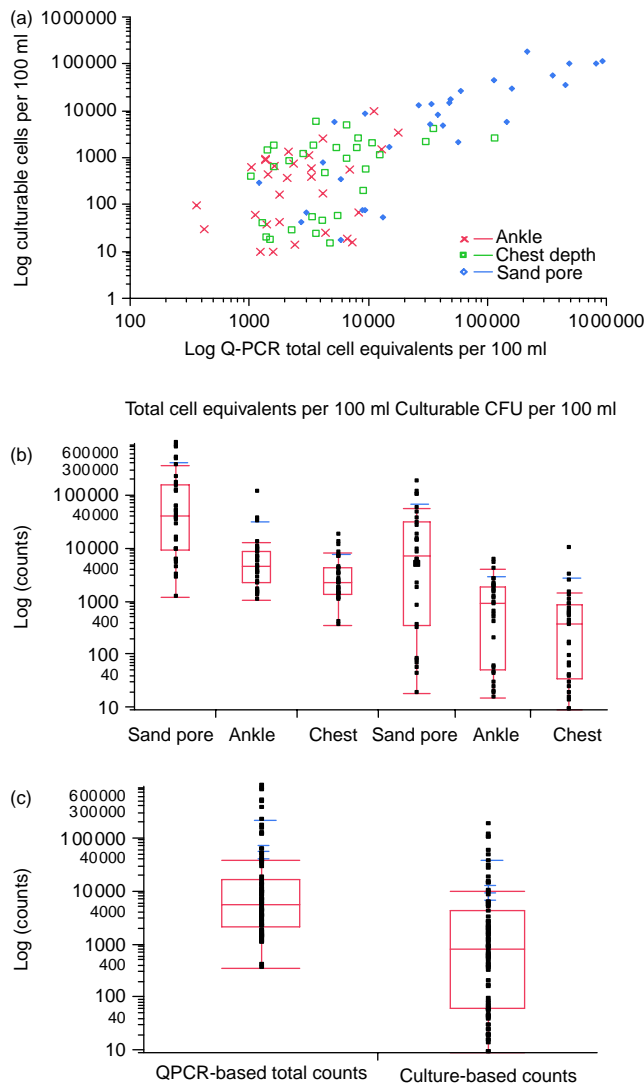 (a)
1000000
100000
10000
1000
100
10
1
Log culturable cells per 100 ml
100 1000 10000 100000 1000000
Log Q-PCR total cell equivalents per 100 ml
Ankle
Chest depth
Sand pore
Total cell equivalents per 100 ml Culturable CFU per 100 ml
(b)
600000
300000
100000
40000
10000
4000
1000
400
100
40
10
Log (counts)
Sand pore Ankle Chest Sand pore Ankle Chest
(c)
600000
300000
100000
40000
10000
4000
1000
400
100
40
10
Log (counts)
QPCR-based total counts Culture-based counts